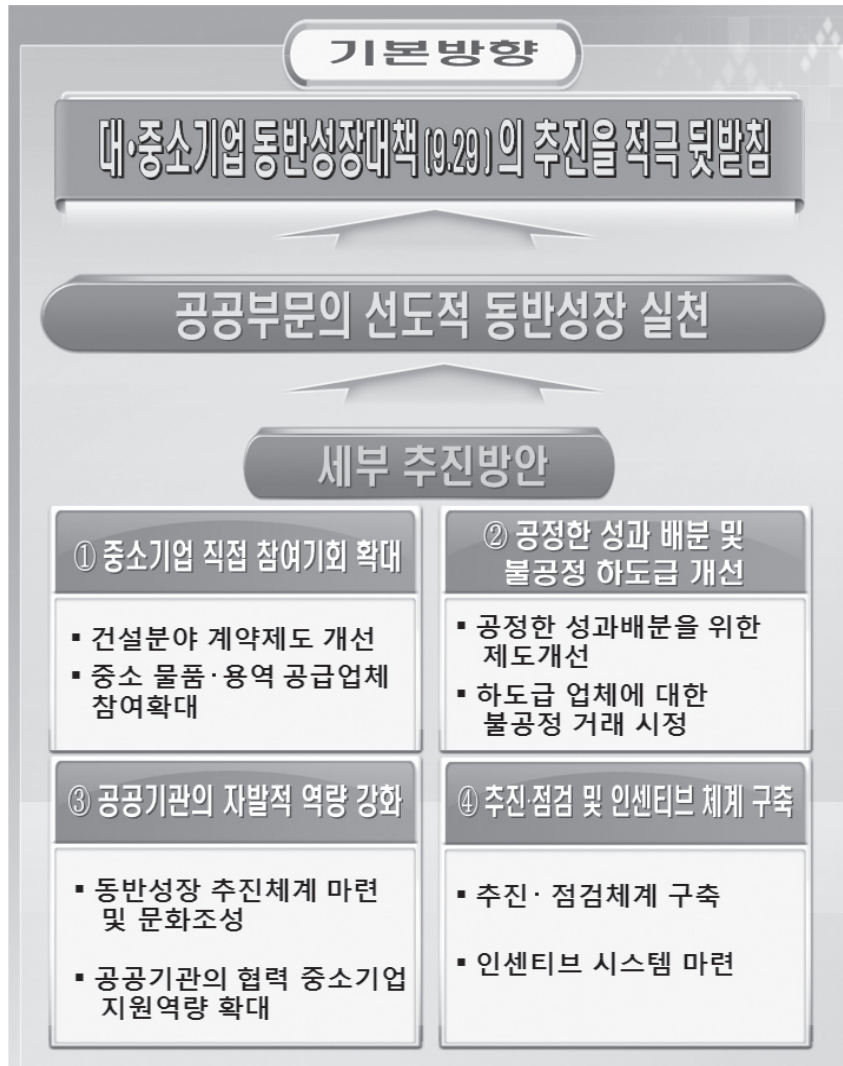 기본방향
대·중소기업 동반성장대책(9.29)의 추진을 적극 뒷받침
공공부문의 선도적 동반성장 실천
세부 추진방안
① 중소기업 직접 참여기회 확대
▪ 건설분야 계약제도 개선
▪ 중소 물품·용역 공급업체
참여확대
② 공정한 성과 배분 및
불공정 하도급 개선
▪ 공정한 성과배분을 위한
제도개선
▪ 하도급 업체에 대한
불공정 거래 시정
③ 공공기관의 자발적 역량 강화
▪ 동반성장 추진체계 마련
및 문화조성
▪ 공공기관의 협력 중소기업
지원역량 확대
④ 추진·점검 및 인센티브 체계 구축
▪ 추진· 점검체계 구축
▪ 인센티브 시스템 마련